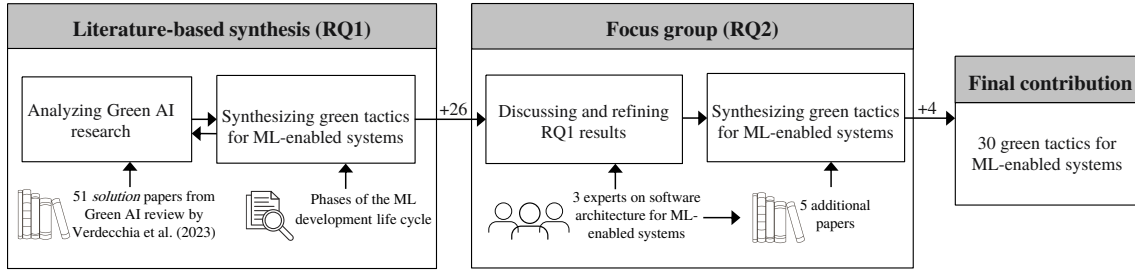 Literature-based synthesis (RQ1)
Analyzing Green AI
research
Synthesizing green tactics
for ML-enabled systems
51 solution papers from
Green AI review by
Verdecchia et al. (2023)
Phases of the ML
development life cycle
+26
Focus group (RQ2)
Discussing and refining
RQ1 results
Synthesizing green tactics
for ML-enabled systems
3 experts on software
architecture for ML-
enabled systems
5 additional
papers
+4
Final contribution
30 green tactics for
ML-enabled systems